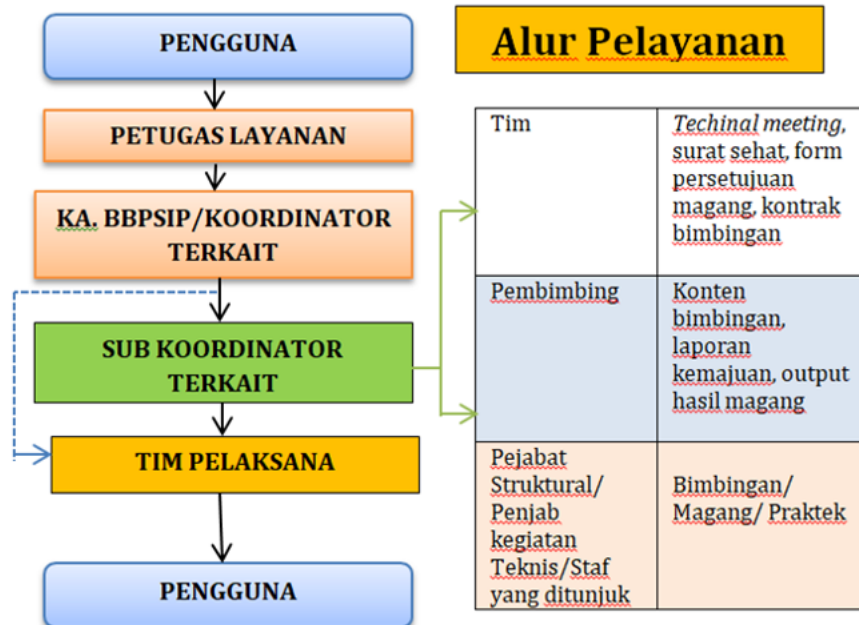 PENGGUNA
PETUGAS LAYANAN
KA. BBPSIP/KOORDINATOR
TERKAIT
SUB KOORDINATOR
TERKAIT
TIM PELAKSANA
PENGGUNA
Alur Pelayanan
Tim
Techinal meeting,
surat sehat, form
persetujuan
magang, kontrak
bimbingan
Pembimbing
Konten
bimbingan,
laporan
kemajuan, output
hasil magang
Pejabat
Struktural/
Penjab
kegiatan
Teknis/Staf
yang ditunjuk
Bimbingan/
Magang/ Praktek